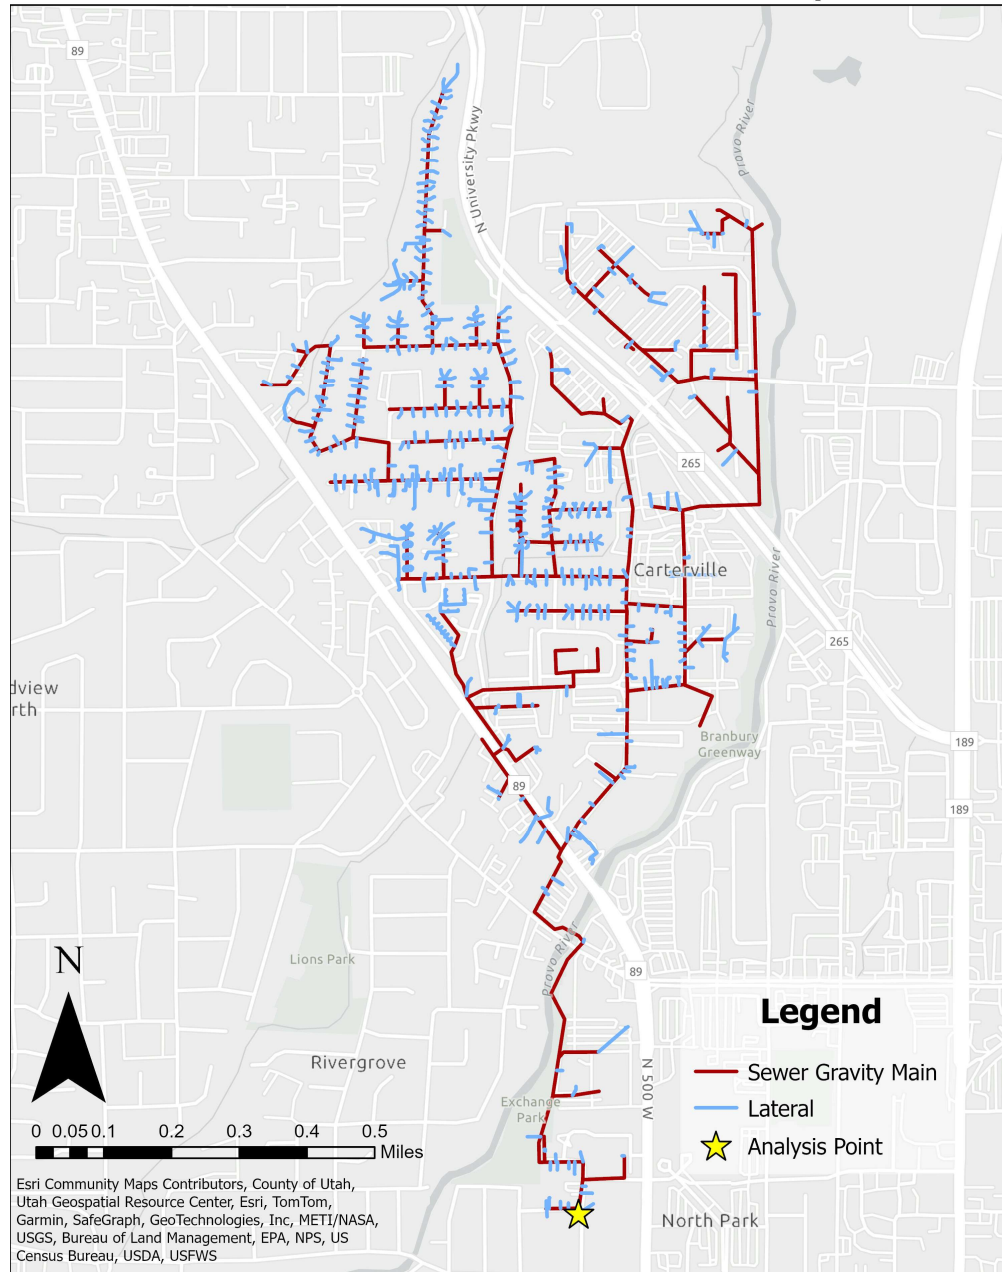 89
N University Pkwy
Provo River
265
Carterville
Provo River
265
dview
rth
Branbury
Greenway
189
89
189
Provo River
Lions Park
89
N
Legend
Sewer Gravity Main
Lateral
Analysis Point
Rivergrove
N 500 W
Exchange
Park
0 0.05 0.1 0.2 0.3 0.4 0.5
Miles
Esri Community Maps Contributors, County of Utah,
Utah Geospatial Resource Center, Esri, TomTom,
Garmin, SafeGraph, GeoTechnologies, Inc, METI/NASA,
USGS, Bureau of Land Management, EPA, NPS, US
Census Bureau, USDA, USFWS
North Park